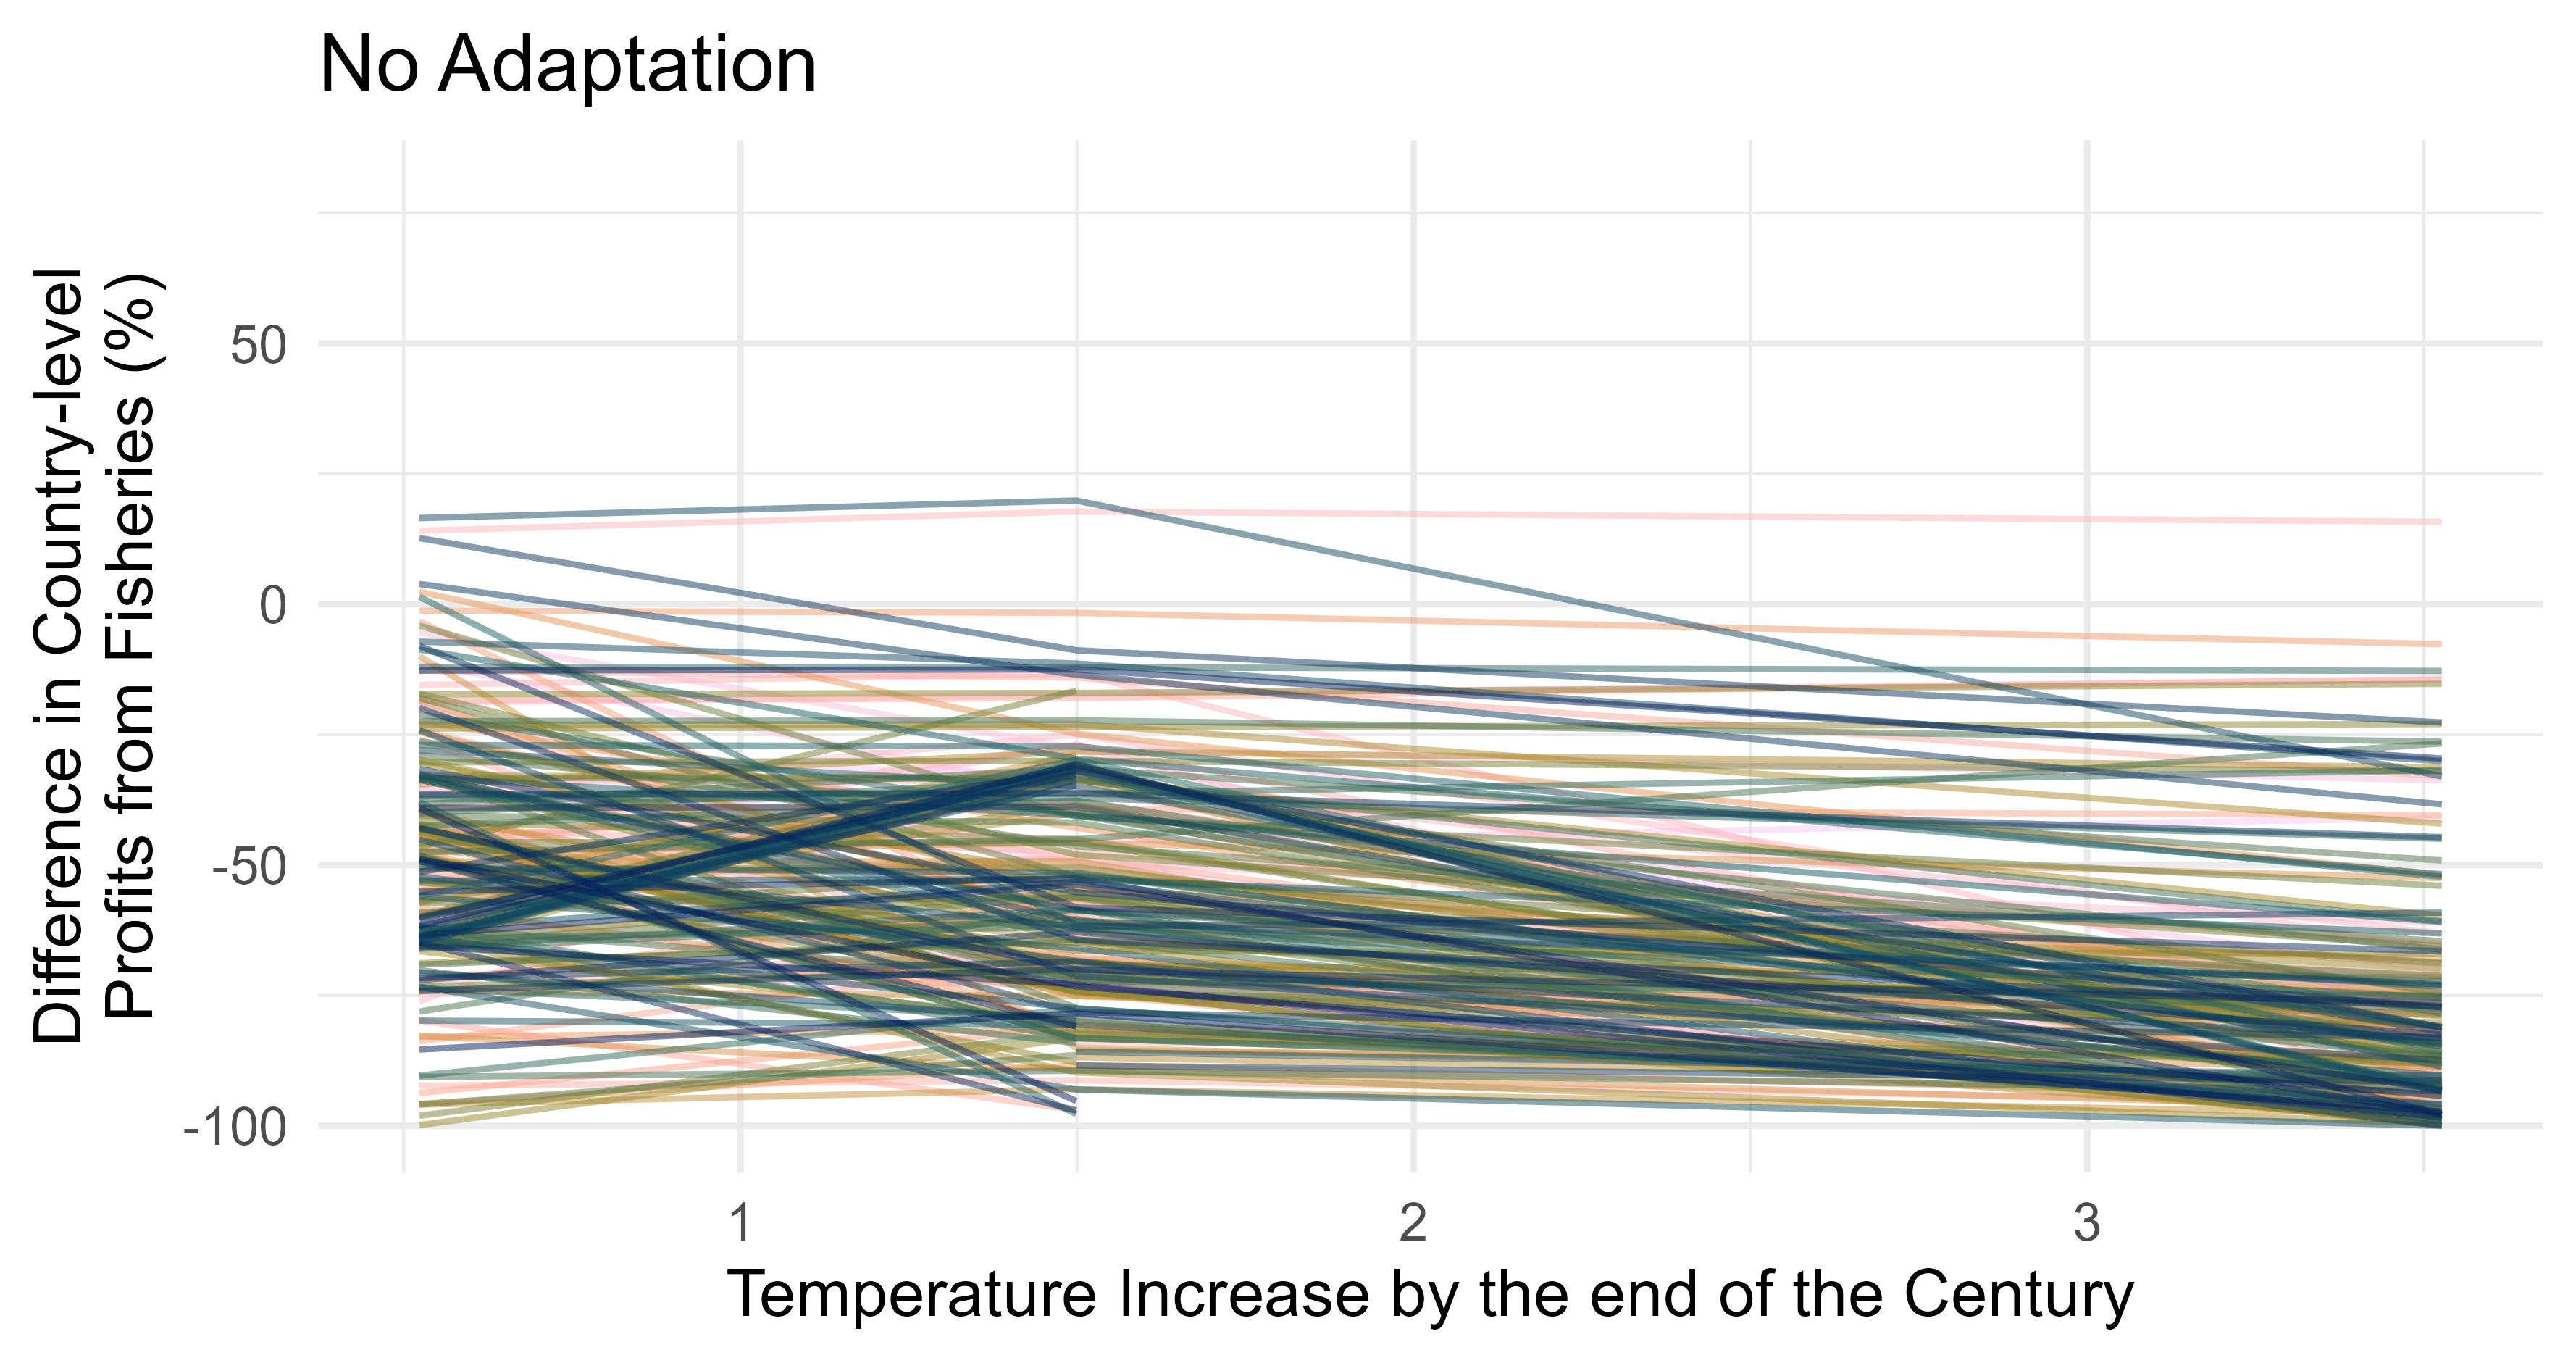 No Adaptation
Difference in Country-level
Profits from Fisheries (%)
50
0
-50
-100
1
2
3
Temperature Increase by the end of the Century